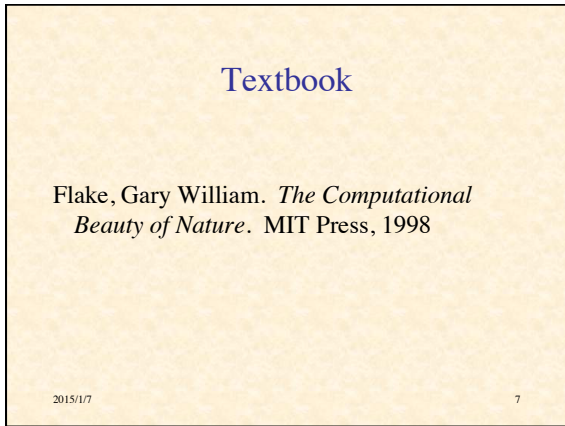 Textbook
Flake, Gary William. The Computational
Beauty of Nature. MIT Press, 1998
2015/1/7
7